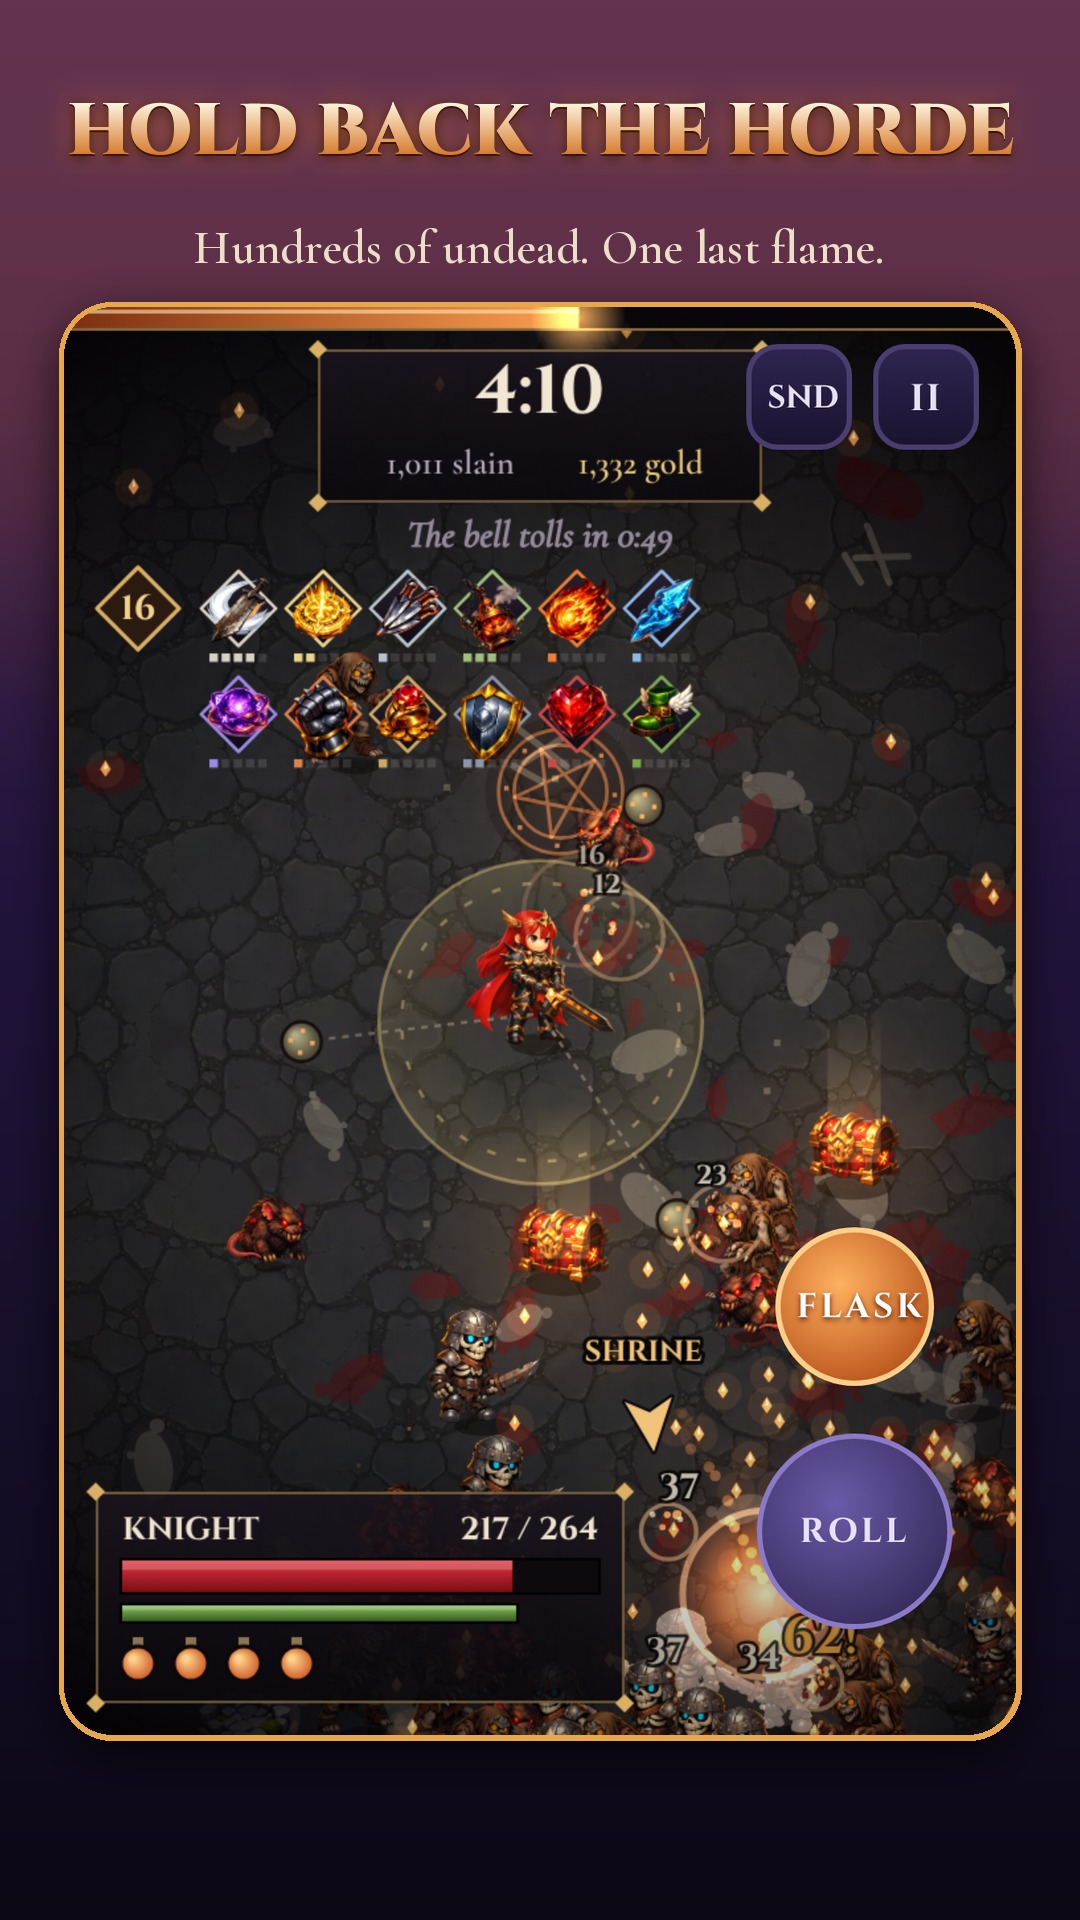 HOLD BACK THE HORDE
Hundreds of undead. One last flame.
4:10
SND
II
1,011 slain
1,332 gold
The bell tolls in 0:49
16
16
12
23
FLASK
SHRINE
37
KNIGHT
217 / 264
ROLL
37
34
62!